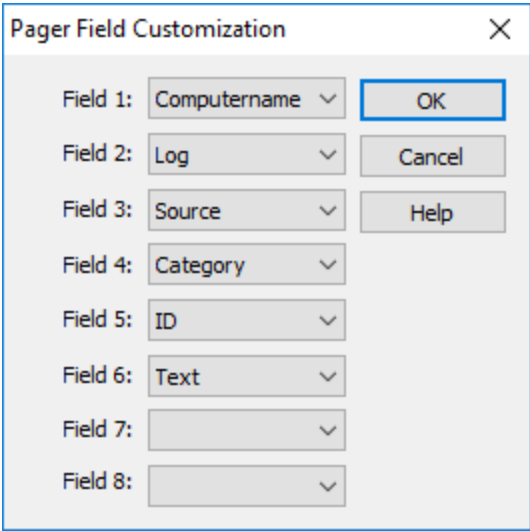 Pager Field Customization
Field 1: Computername OK
Field 2: Log Cancel
Field 3: Source Help
Field 4: Category
Field 5: ID
Field 6: Text
Field 7:
Field 8: